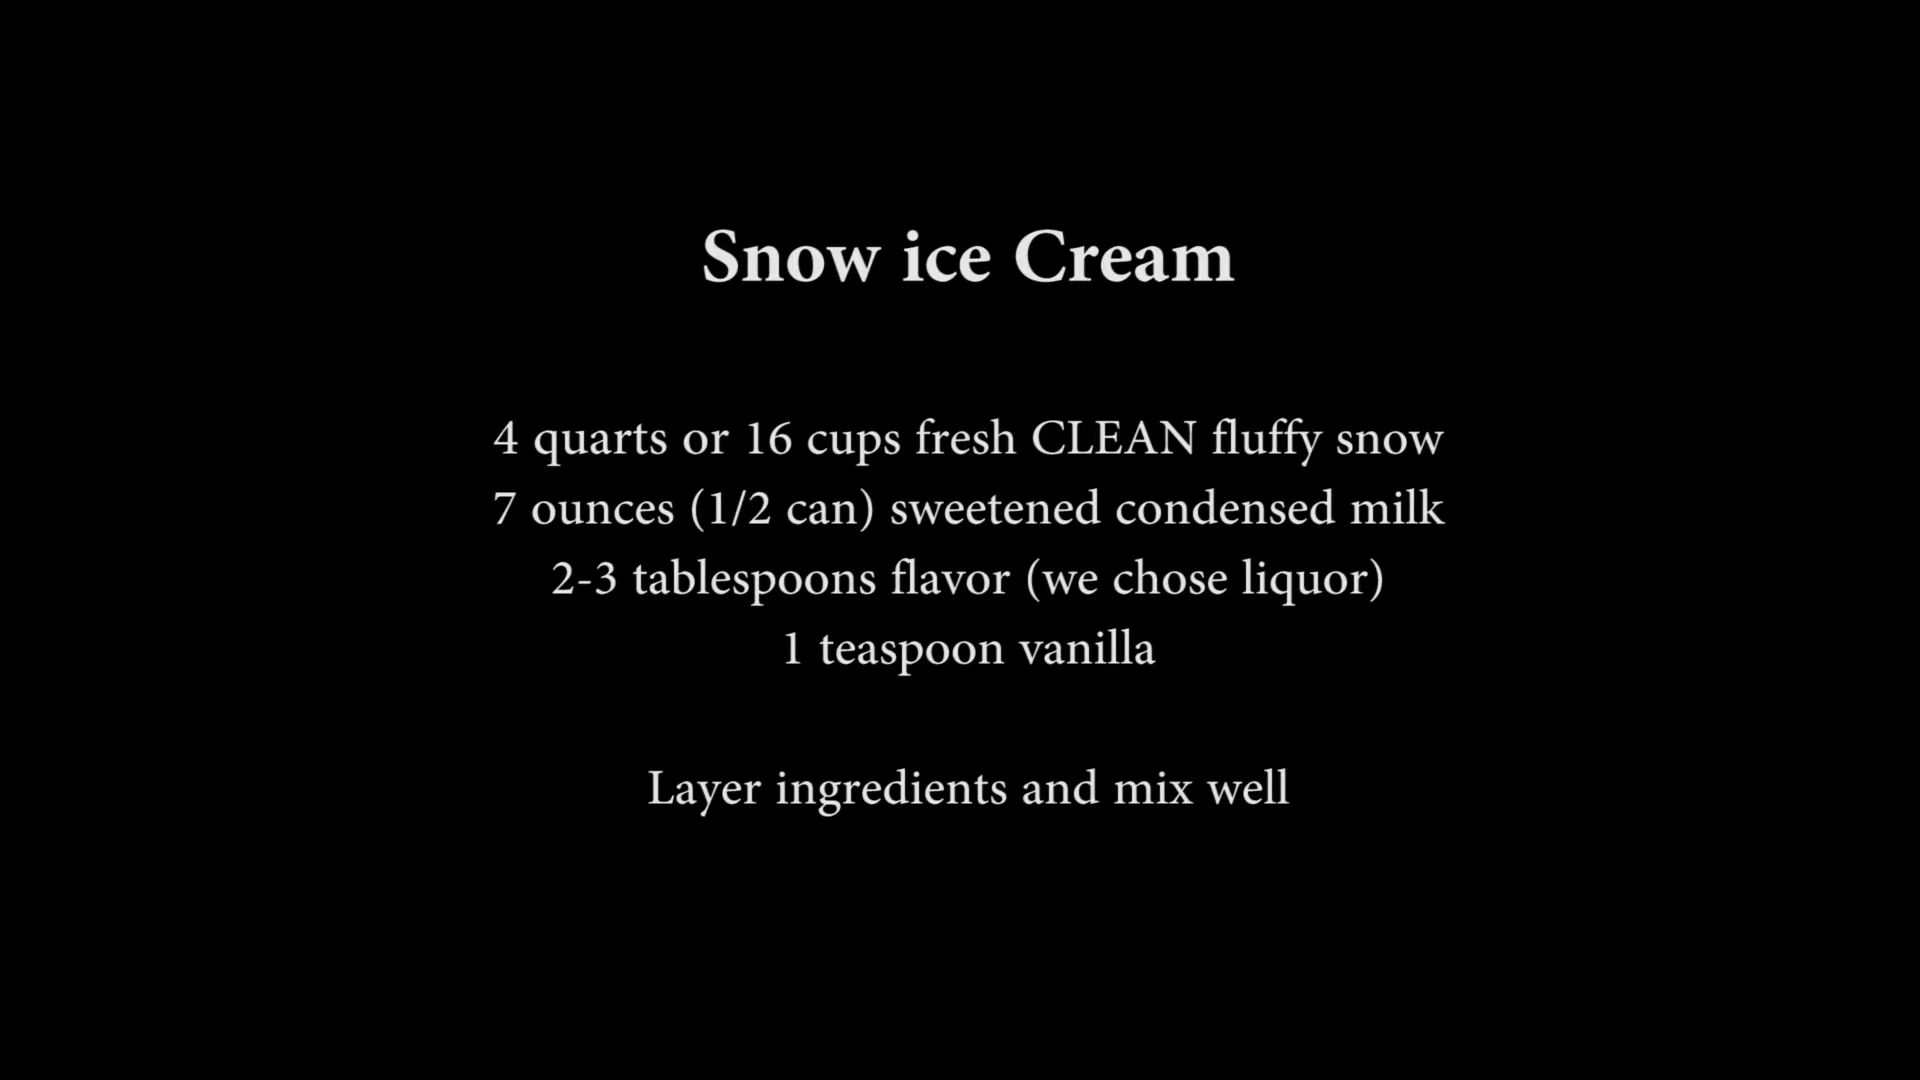 Snow ice Cream
4 quarts or 16 cups fresh CLEAN fluffy snow
7 ounces (1/2 can) sweetened condensed milk
2-3 tablespoons flavor (we chose liquor)
1 teaspoon vanilla
Layer ingredients and mix well